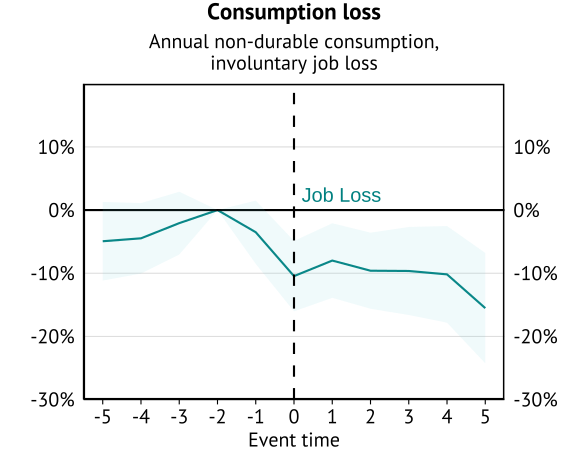 Consumption loss
Annual non-durable consumption,
involuntary job loss
10% 10%
Job Loss
0% 0%
-10% -10%
-20% -20%
-30% -30%
-5 -4 -3 -2 -1 0 1 2 3 4 5
Event time